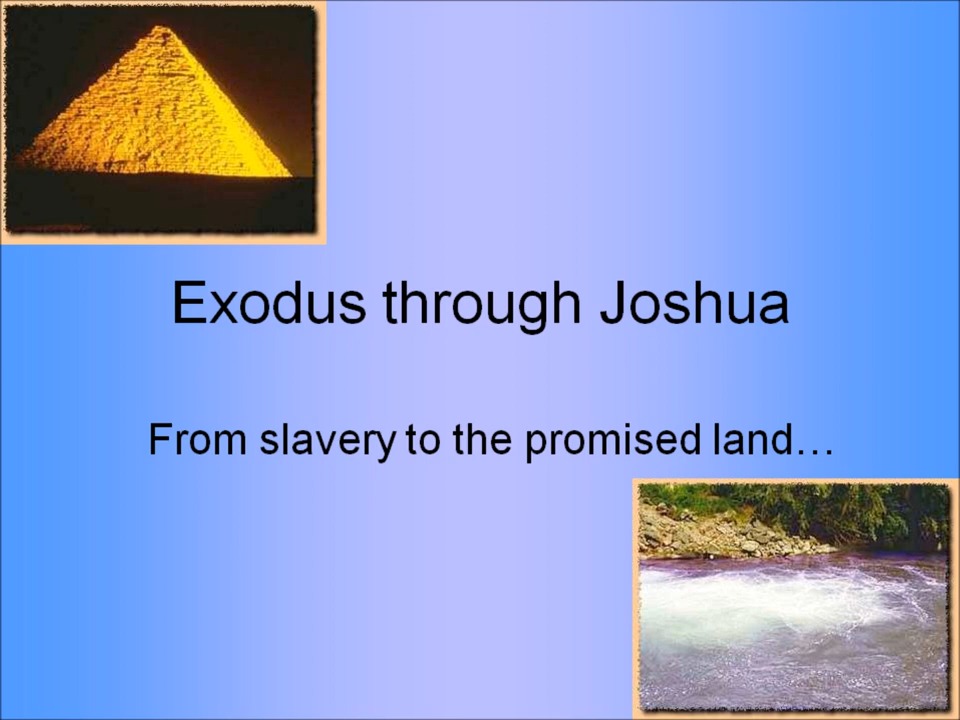 Exodus through Joshua
From slavery to the promised land…